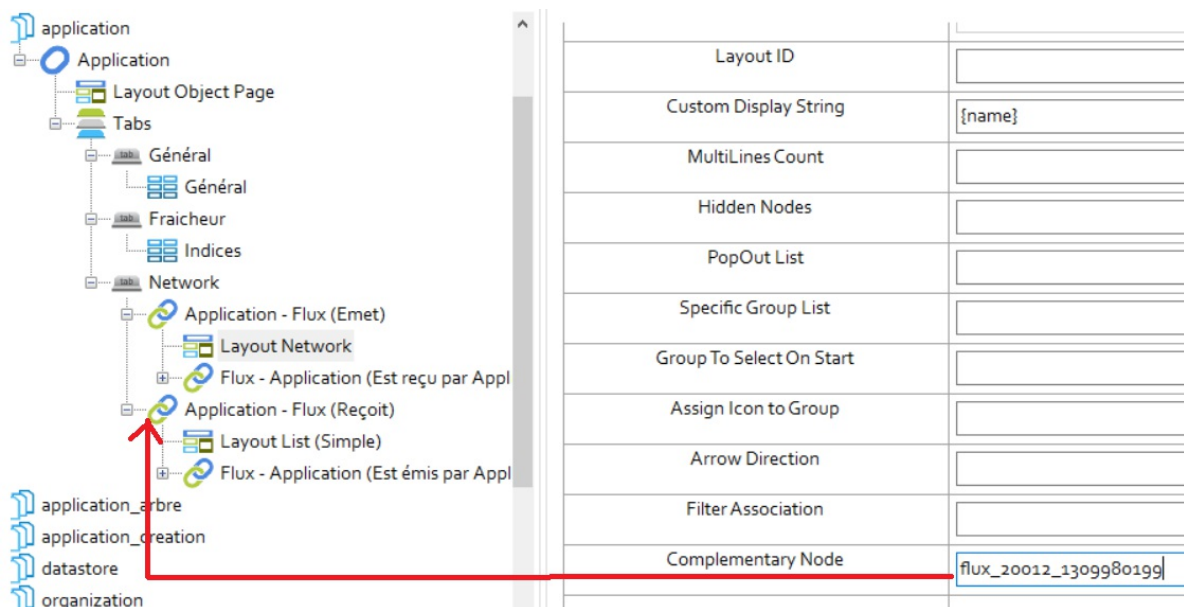 application
Application
Layout Object Page
Tabs
tab Général
Général
tab Fraicheur
Indices
tab Network
Application - Flux (Emet)
Layout Network
Flux - Application (Est reçu par Appl
Application - Flux (Reçoit)
Layout List (Simple)
Flux - Application (Est émis par Appl
application_arbre
application_creation
datastore
organization
Layout ID
Custom Display String
{name}
MultiLines Count
Hidden Nodes
PopOut List
Specific Group List
Group To Select On Start
Assign Icon to Group
Arrow Direction
Filter Association
Complementary Node
flux_20012_1309980199